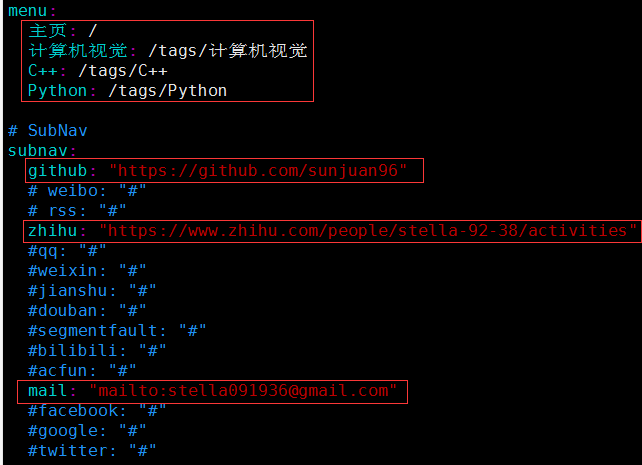 menu:
  主页: /
  计算机视觉: /tags/计算机视觉
  C++: /tags/C++
  Python: /tags/Python

# SubNav
subnav:
  github: "https://github.com/sunjuan96"
  # weibo: "#"
  # rss: "#"
  zhihu: "https://www.zhihu.com/people/stella-92-38/activities"
  #qq: "#"
  #weixin: "#"
  #jianshu: "#"
  #douban: "#"
  #segmentfault: "#"
  #bilibili: "#"
  #acfun: "#"
  mail: "mailto:stella091936@gmail.com"
  #facebook: "#"
  #google: "#"
  #twitter: "#"